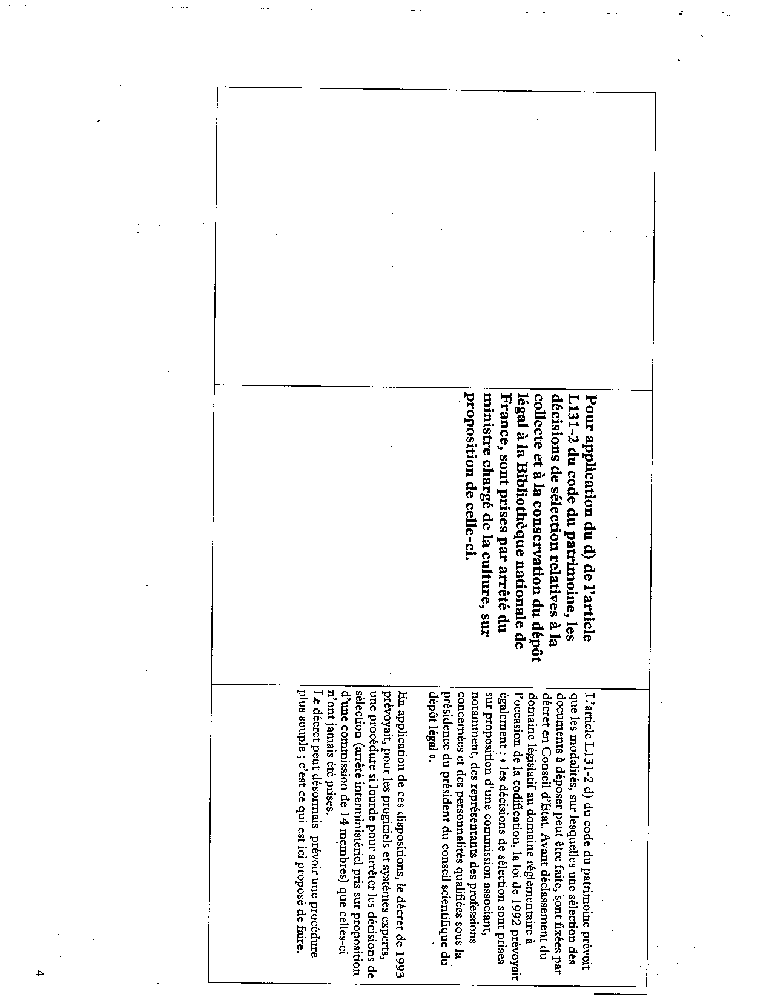 Pour application du d) de l'article
L131-2 du code du patrimoine, les
décisions de sélection relatives à la
collecte et à la conservation du dépôt
légal à la Bibliothèque nationale de
France, sont prises par arrêté du
ministre chargé de la culture, sur
proposition de celle-ci.
L'article L131-2 d) du code du patrimoine prévoit
que les modalités, sur lesquelles une sélection des
documents à déposer peut être faite, sont fixées par
décret en Conseil d'Etat. Avant déclassement du
domaine législatif au domaine réglementaire à
l'occasion de la codification, la loi de 1992 prévoyait
également : « les décisions de sélection sont prises
sur proposition d'une commission associant,
notamment, des représentants des professions
concernées et des personnalités qualifiées sous la
présidence du président du conseil scientifique du
dépôt légal ».
En application de ces dispositions, le décret de 1993
prévoyait, pour les progiciels et systèmes experts,
une procédure si lourde pour arrêter les décisions de
sélection (arrêté interministériel pris sur proposition
d'une commission de 14 membres) que celles-ci
n'ont jamais été prises.
Le décret peut désormais prévoir une procédure
plus souple ; c'est ce qui est ici proposé de faire.
4